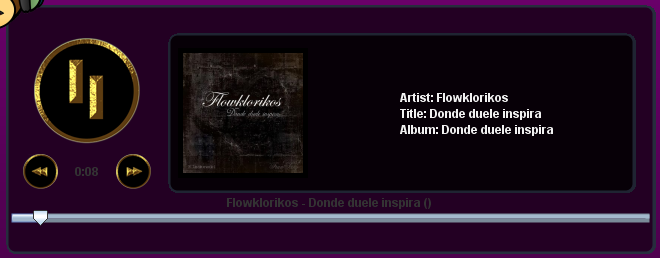 Flowklorikos
Donde duele inspira
Artist: Flowklorikos
Title: Donde duele inspira
Album: Donde duele inspira
0:08
Flowklorikos - Donde duele inspira ()